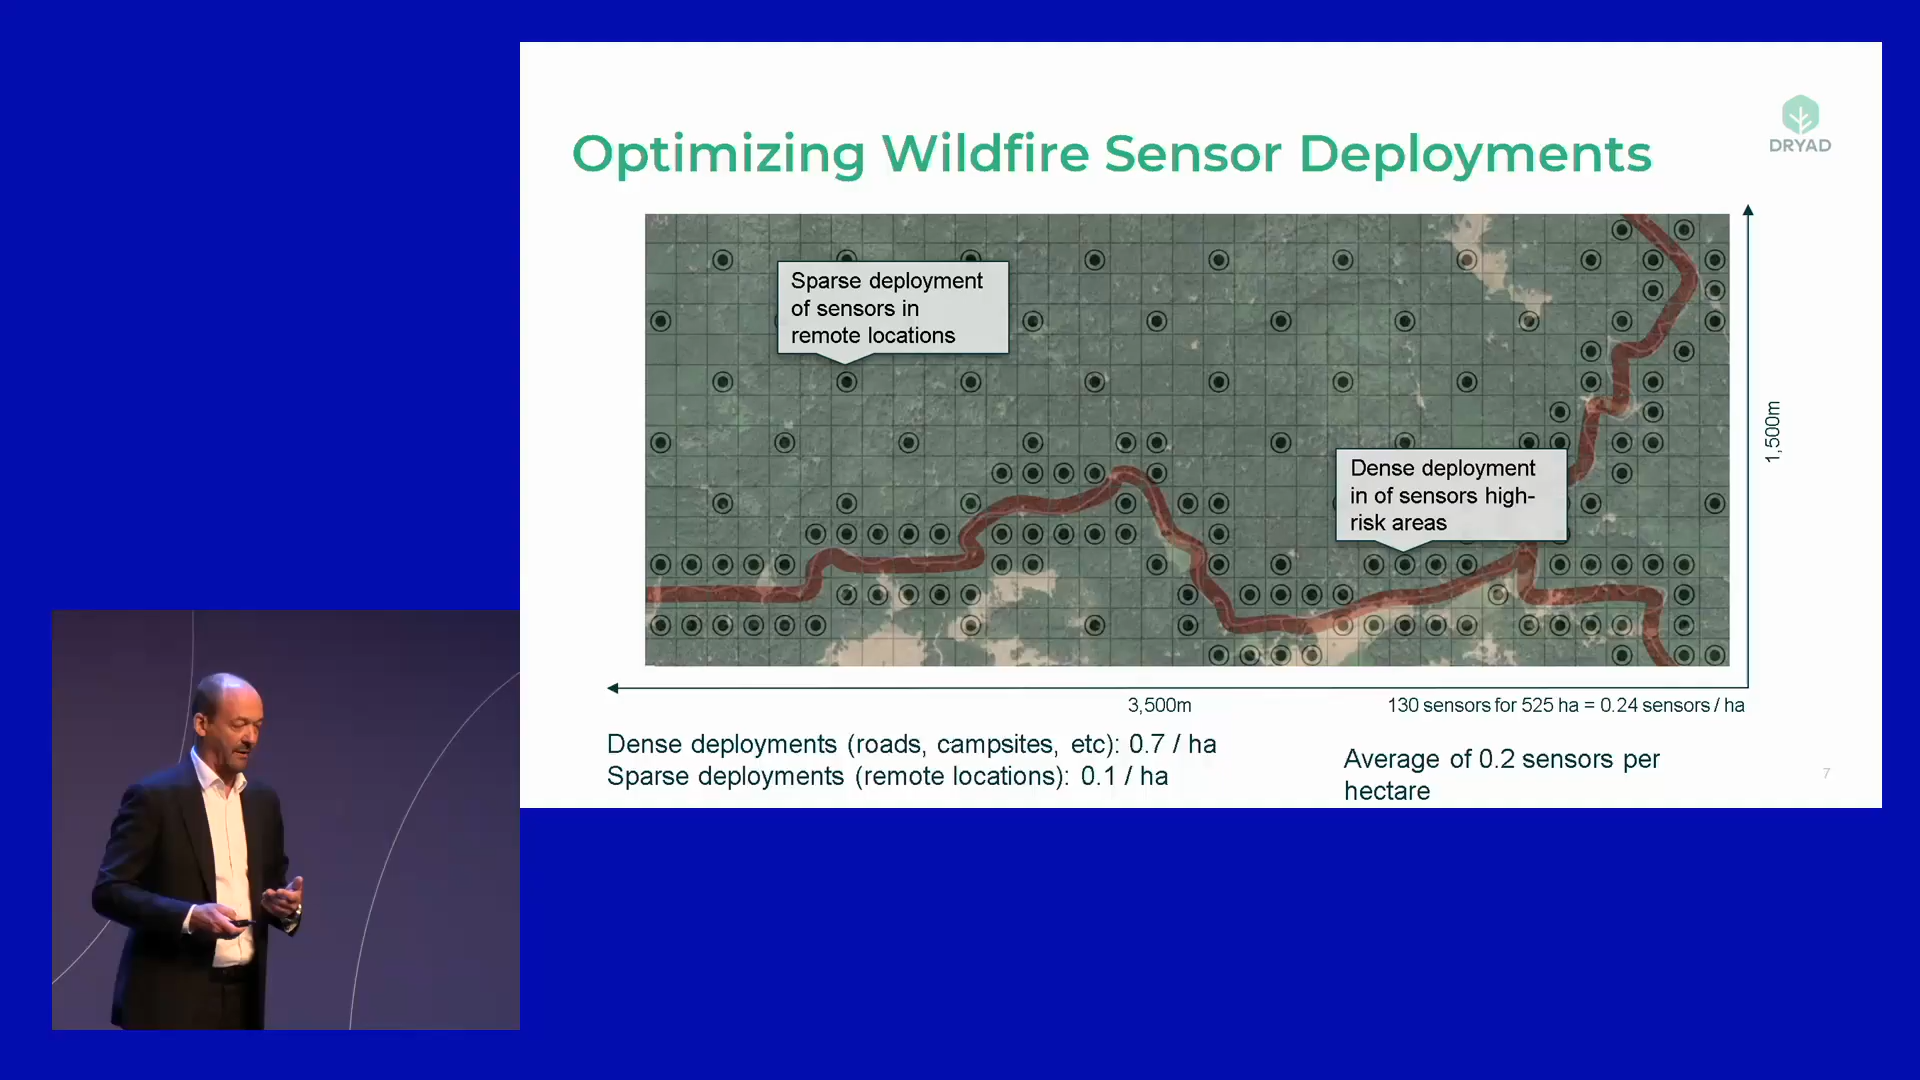 Optimizing Wildfire Sensor Deployments
DRYAD
Sparse deployment
of sensors in
remote locations
Dense deployment
in of sensors high-
risk areas
1,500m
3,500m
130 sensors for 525 ha = 0.24 sensors / ha
Dense deployments (roads, campsites, etc): 0.7 / ha
Sparse deployments (remote locations): 0.1 / ha
Average of 0.2 sensors per
hectare
7